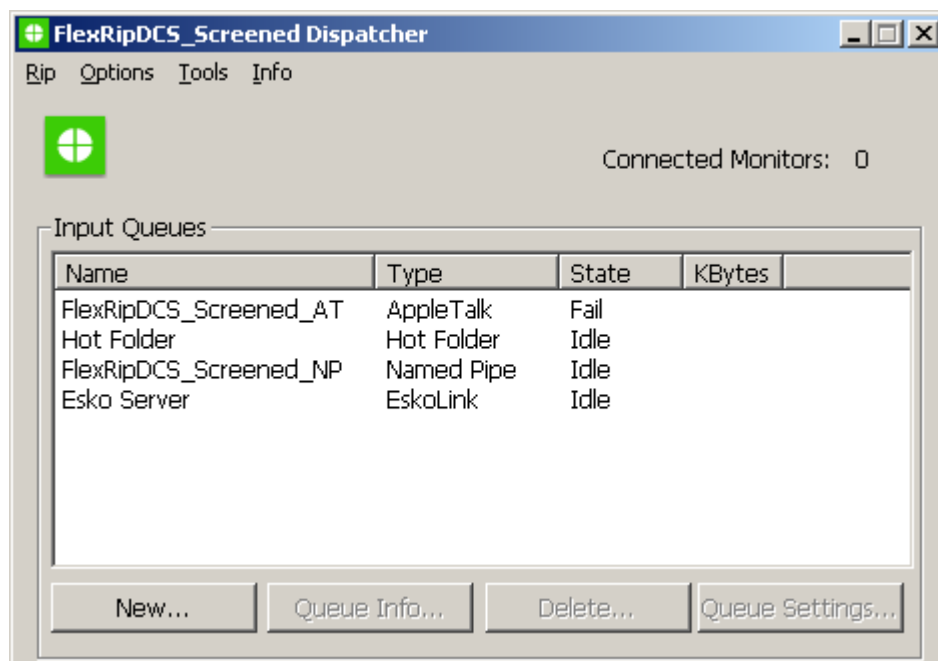 FlexRipDCS_Screened Dispatcher
Rip Options Tools Info
Connected Monitors: 0
Input Queues
Name Type State KBytes
FlexRipDCS_Screened_AT AppleTalk Fail
Hot Folder Hot Folder Idle
FlexRipDCS_Screened_NP Named Pipe Idle
Esko Server EskoLink Idle
New... Queue Info... Delete... Queue Settings...